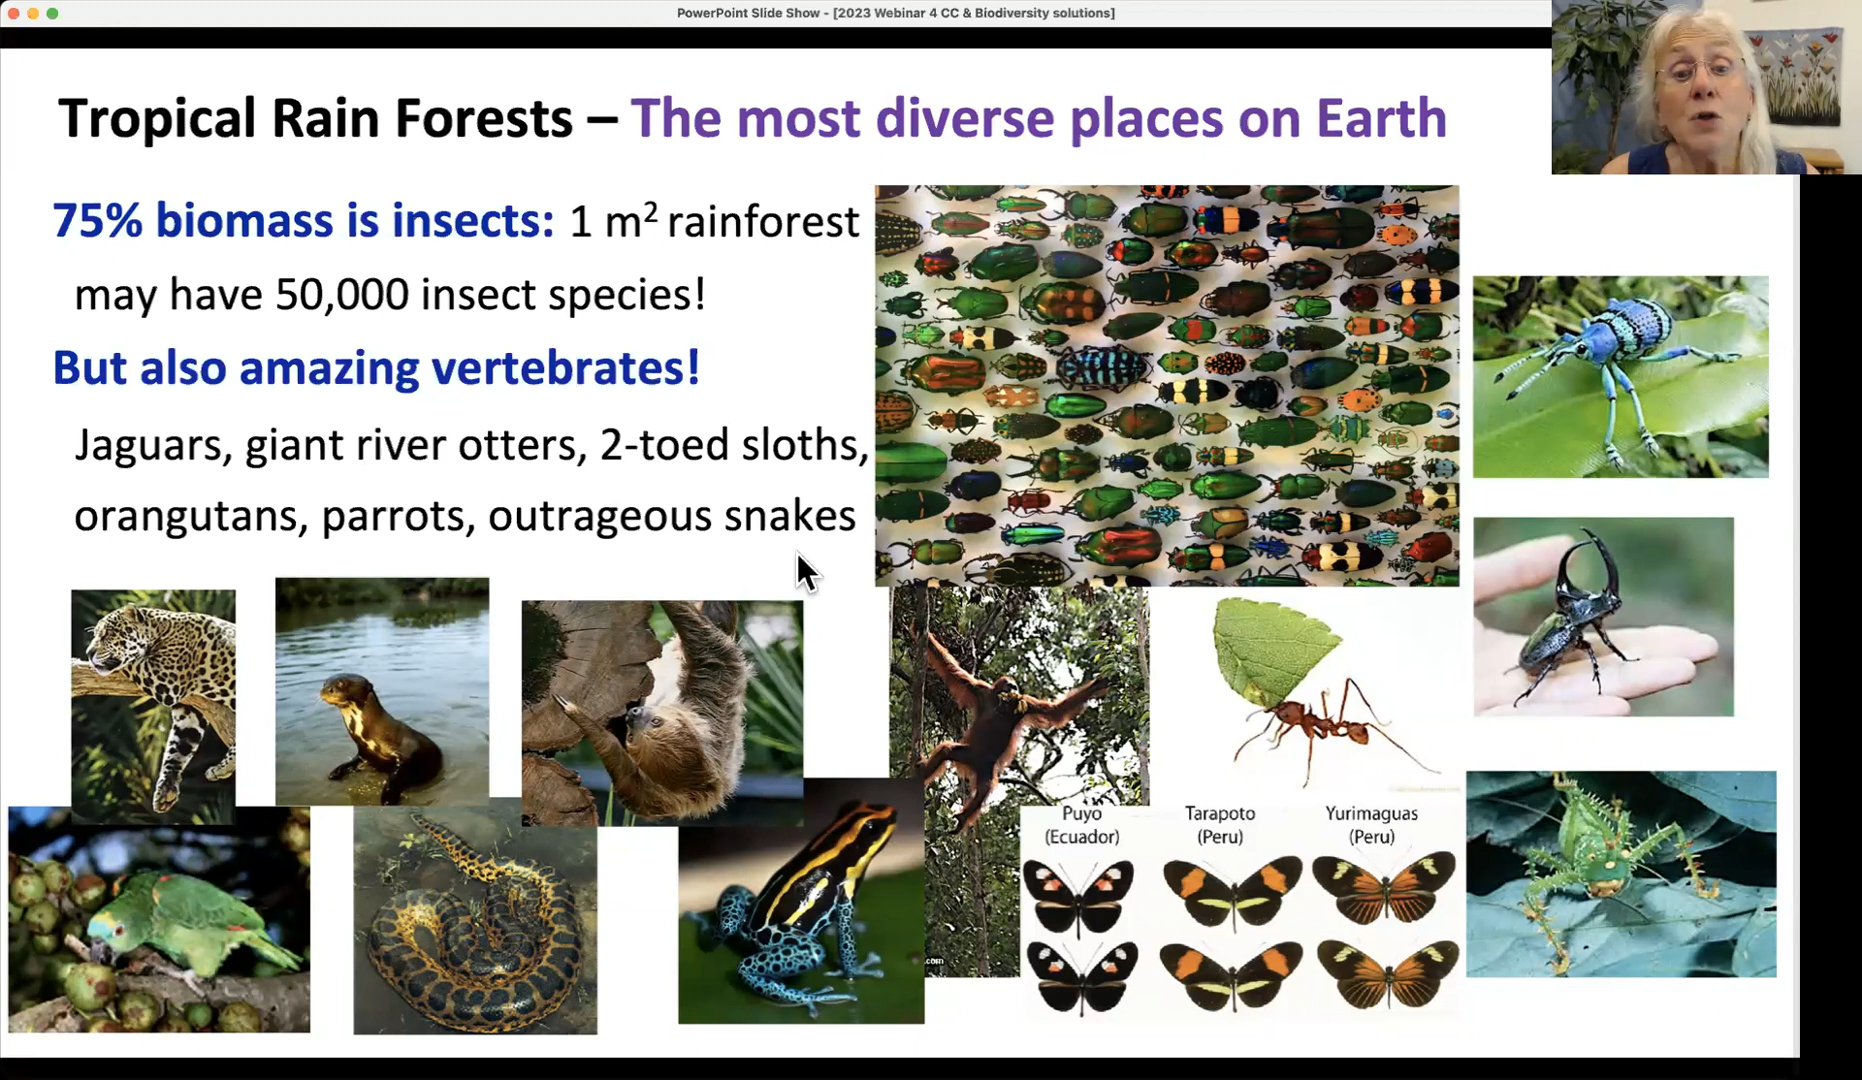 PowerPoint Slide Show - [2023 Webinar 4 CC & Biodiversity solutions]
Tropical Rain Forests – The most diverse places on Earth
75% biomass is insects: 1 m² rainforest
may have 50,000 insect species!
But also amazing vertebrates!
Jaguars, giant river otters, 2-toed sloths,
orangutans, parrots, outrageous snakes
Puyo
(Ecuador)
Tarapoto
(Peru)
Yurimaguas
(Peru)
.com